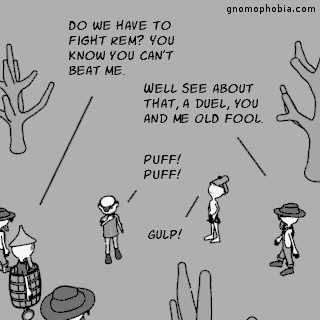 gnomophobia.com
DO WE HAVE TO
FIGHT REM? YOU
KNOW YOU CAN'T
BEAT ME.
WELL SEE ABOUT
THAT, A DUEL, YOU
AND ME OLD FOOL.
PUFF!
PUFF!
GULP!